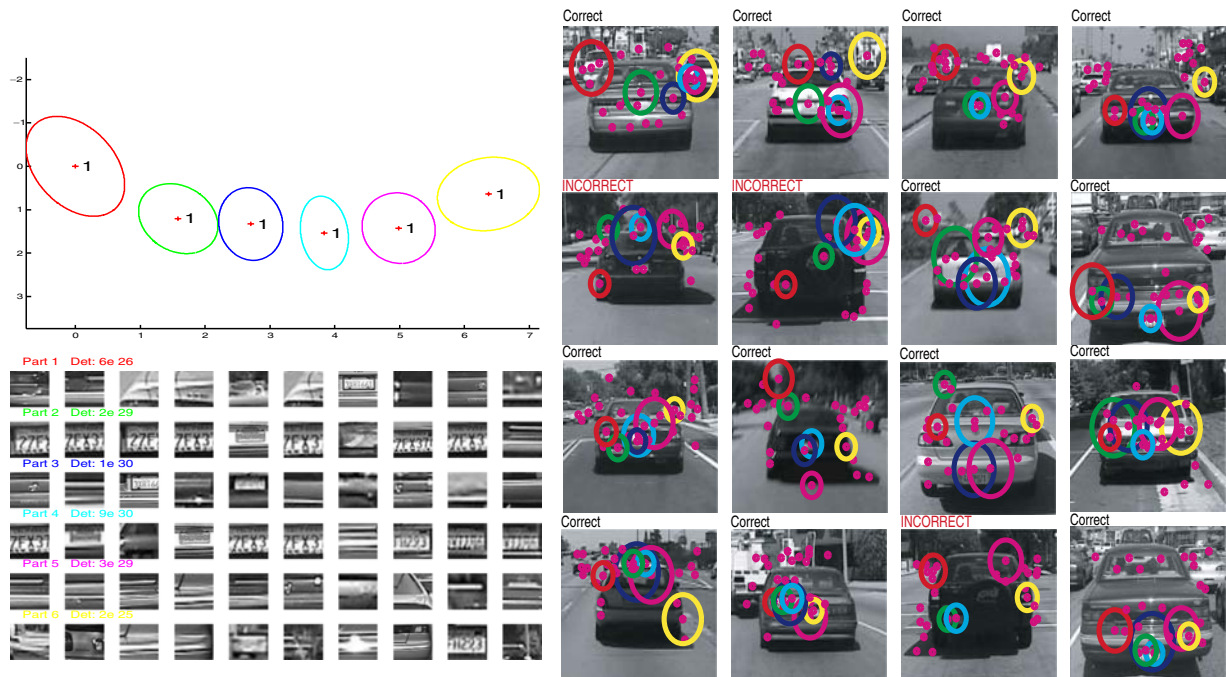 Correct Correct Correct Correct
−2
−1
0
1
2
3
1
1
1
1
1
1
0 1 2 3 4 5 6 7
INCORRECT INCORRECT Correct Correct
Part 1 Det: 6e 26
Part 2 Det: 2e 29
Part 3 Det: 1e 30
Part 4 Det: 9e 30
Part 5 Det: 3e 29
Part 6 Det: 2e 26
Correct Correct Correct Correct
Correct Correct INCORRECT Correct